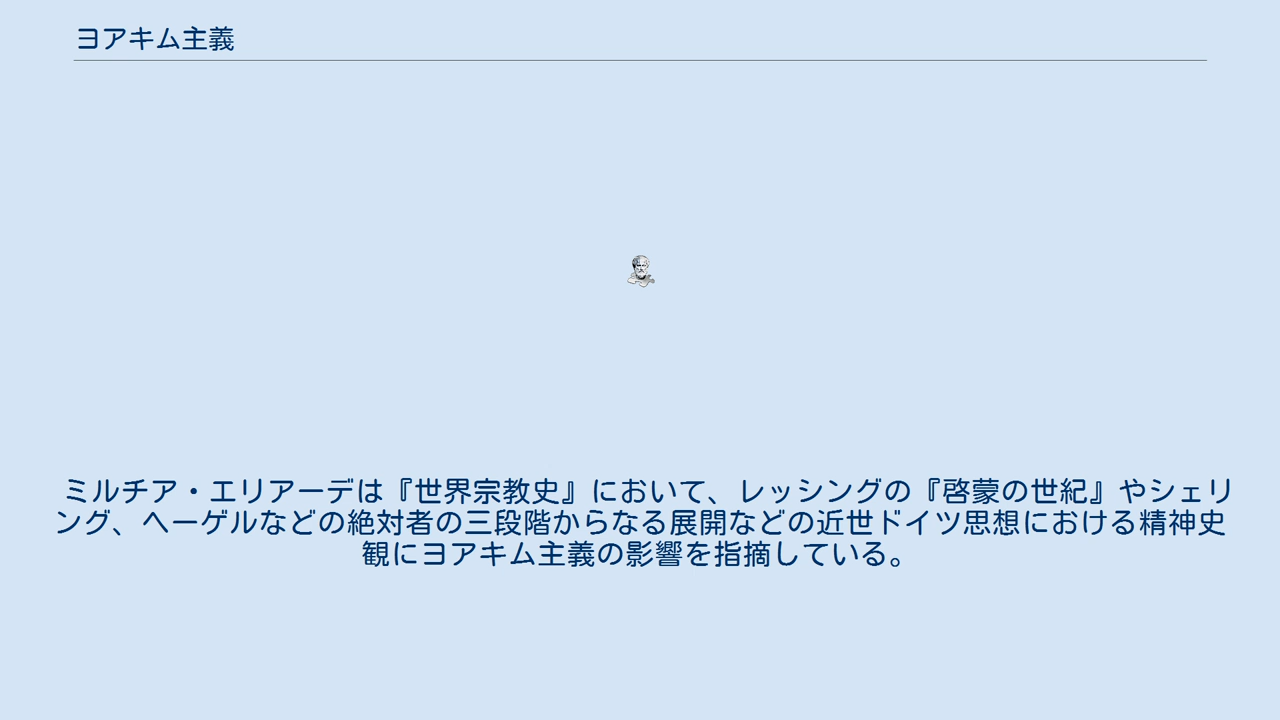 ヨアキム主義
ミルチア・エリアーデは『世界宗教史』において、レッシングの『啓蒙の世紀』やシェリ
ング、ヘーゲルなどの絶対者の三段階からなる展開などの近世ドイツ思想における精神史
観にヨアキム主義の影響を指摘している。